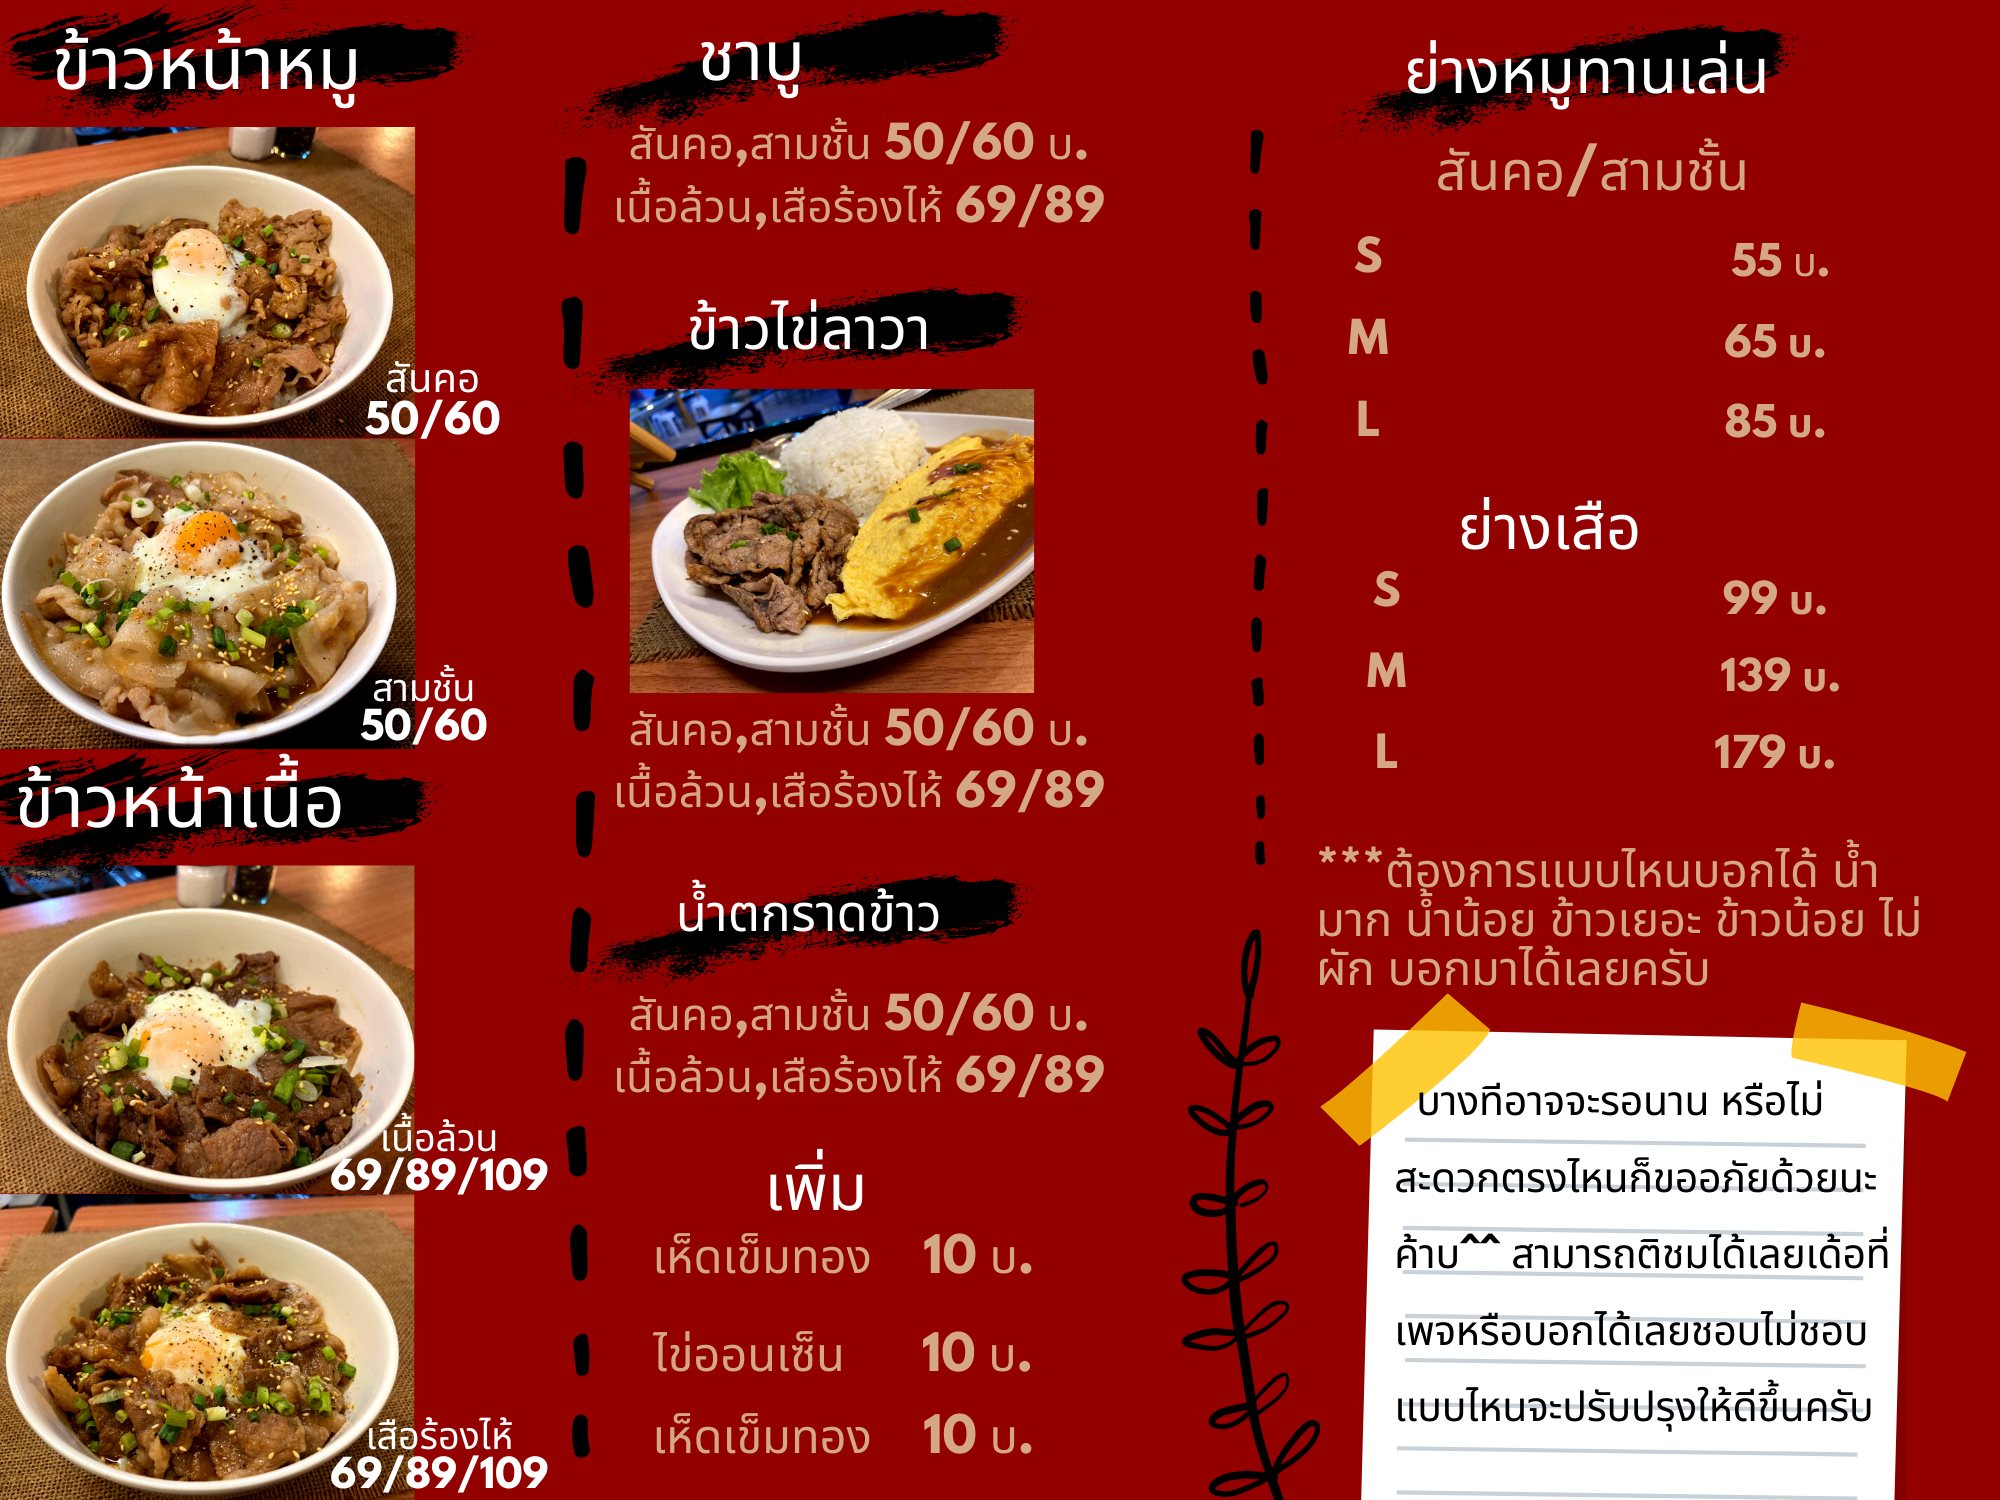 ข้าวหน้าหมู
สันคอ
50/60
สามชั้น
50/60
ข้าวหน้าเนื้อ
เนื้อล้วน
69/89/109
เสือร้องไห้
69/89/109
ชาบู
สันคอ,สามชั้น 50/60 บ.
เนื้อล้วน,เสือร้องไห้ 69/89
ข้าวไข่ลาวา
สันคอ,สามชั้น 50/60 บ.
เนื้อล้วน,เสือร้องไห้ 69/89
น้ำตกราดข้าว
สันคอ,สามชั้น 50/60 บ.
เนื้อล้วน,เสือร้องไห้ 69/89
เพิ่ม
เห็ดเข็มทอง 10 บ.
ไข่ออนเซ็น 10 บ.
เห็ดเข็มทอง 10 บ.
ย่างหมูทานเล่น
สันคอ/สามชั้น
S 55 บ.
M 65 บ.
L 85 บ.
ย่างเสือ
S 99 บ.
M 139 บ.
L 179 บ.
***ต้องการแบบไหนบอกได้ น้ำ
มาก น้ำน้อย ข้าวเยอะ ข้าวน้อย ไม่
ผัก บอกมาได้เลยครับ
บางทีอาจจะรอนาน หรือไม่
สะดวกตรงไหนก็ขออภัยด้วยนะ
ค้าบ^^ สามารถติชมได้เลยเด้อที่
เพจหรือบอกได้เลยชอบไม่ชอบ
แบบไหนจะปรับปรุงให้ดีขึ้นครับ